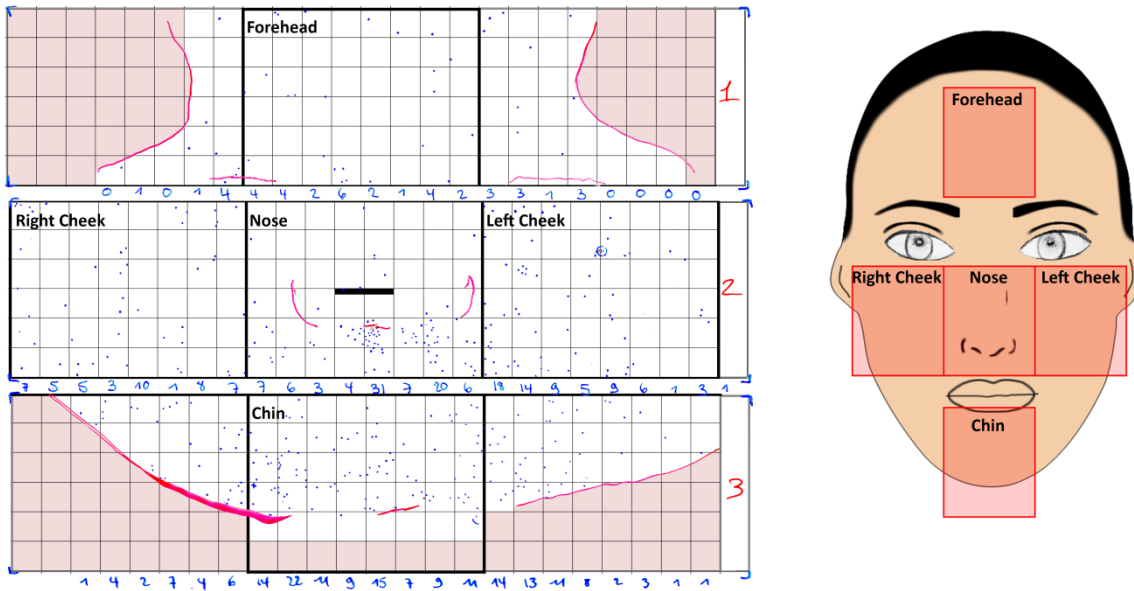 Forehead
1
0 1 0 1 4 4 4 2 6 2 1 4 2 3 3 1 3 0 0 0 0
Right Cheek Nose Left Cheek
2
7 5 5 3 10 1 8 7 7 6 3 4 31 7 20 6 18 14 9 5 9 6 1 3 1
Chin
3
1 4 2 7 4 6 14 22 11 9 15 7 9 11 14 13 11 8 2 3 1 1
Forehead
Right Cheek Nose Left Cheek
Chin